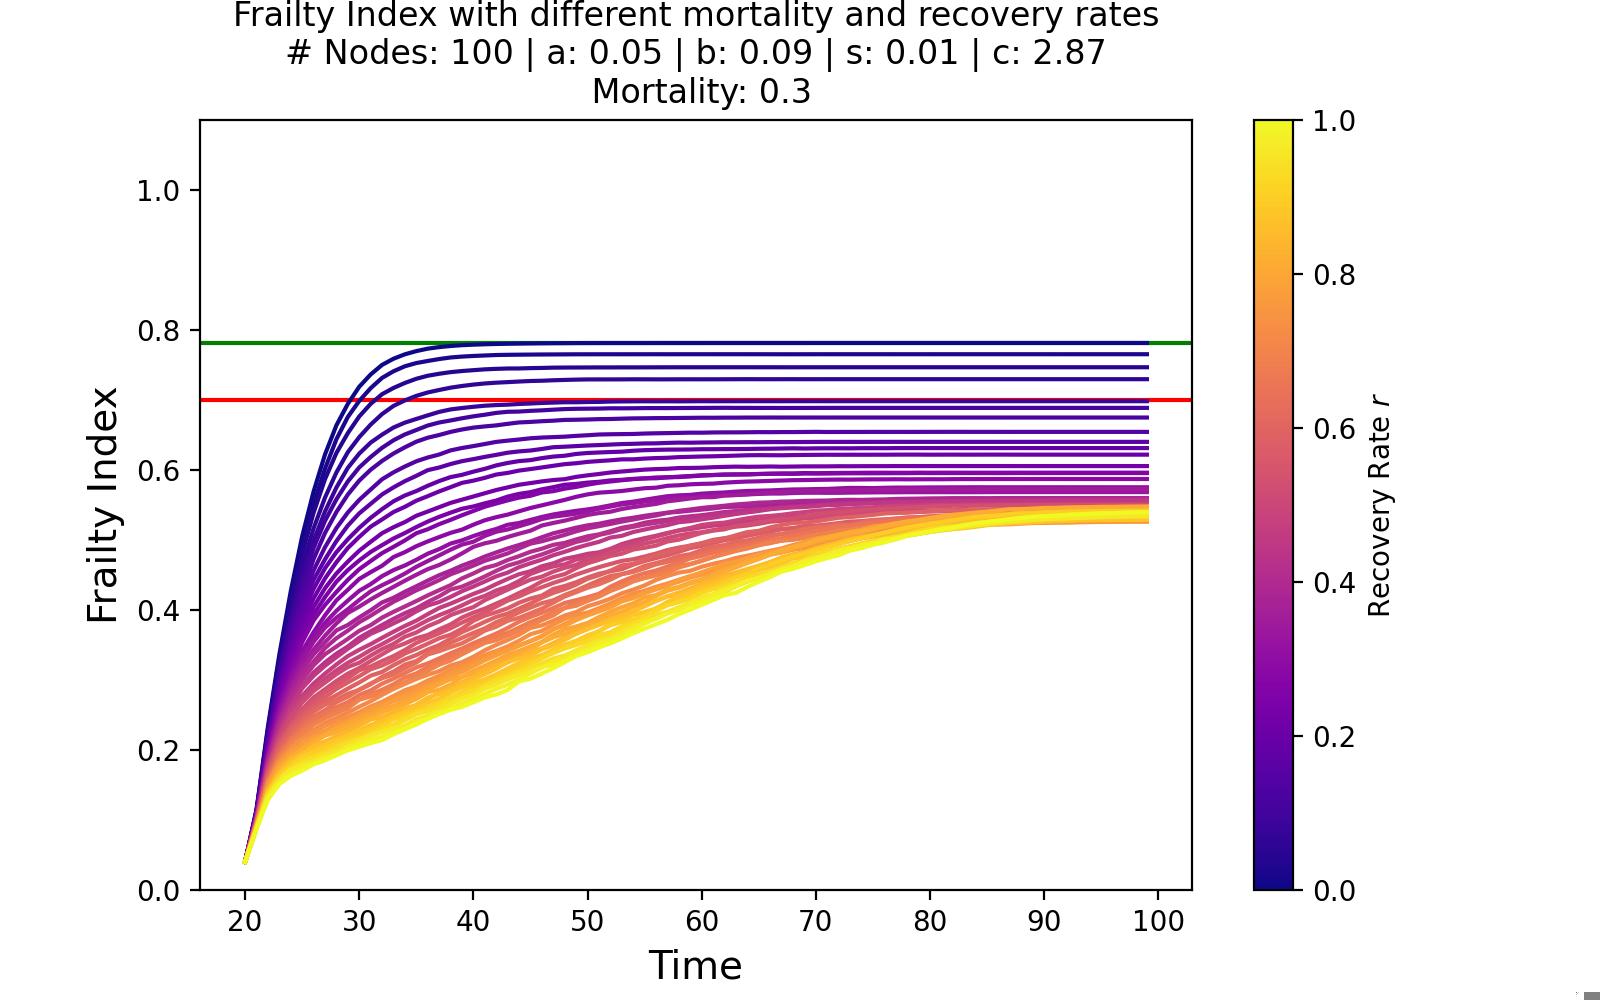 Frailty Index with different mortality and recovery rates
# Nodes: 100 | a: 0.05 | b: 0.09 | s: 0.01 | c: 2.87
Mortality: 0.3
Frailty Index
1.0
0.8
0.6
0.4
0.2
0.0
20 30 40 50 60 70 80 90 100
Time
1.0
0.8
0.6
0.4
0.2
0.0
Recovery Rate r